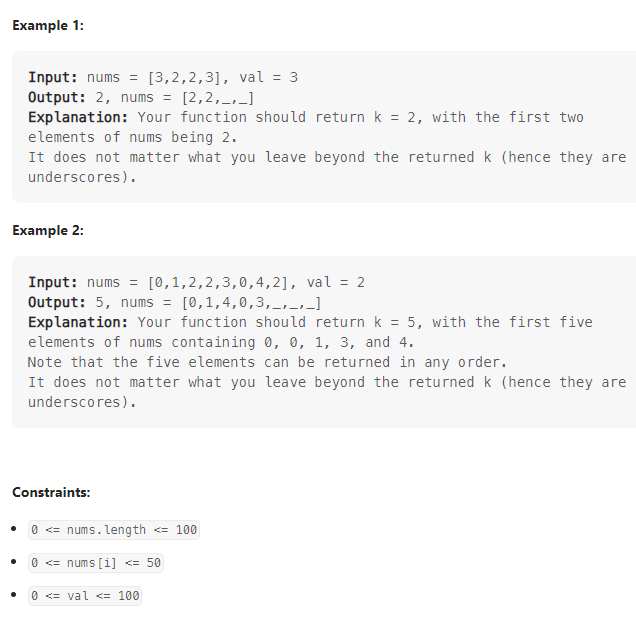 Example 1:
Input: nums = [3,2,2,3], val = 3
Output: 2, nums = [2,2,_,_]
Explanation: Your function should return k = 2, with the first two
elements of nums being 2.
It does not matter what you leave beyond the returned k (hence they are
underscores).
Example 2:
Input: nums = [0,1,2,2,3,0,4,2], val = 2
Output: 5, nums = [0,1,4,0,3,_,_,_]
Explanation: Your function should return k = 5, with the first five
elements of nums containing 0, 0, 1, 3, and 4.
Note that the five elements can be returned in any order.
It does not matter what you leave beyond the returned k (hence they are
underscores).
Constraints:
• 0 <= nums.length <= 100
• 0 <= nums[i] <= 50
• 0 <= val <= 100